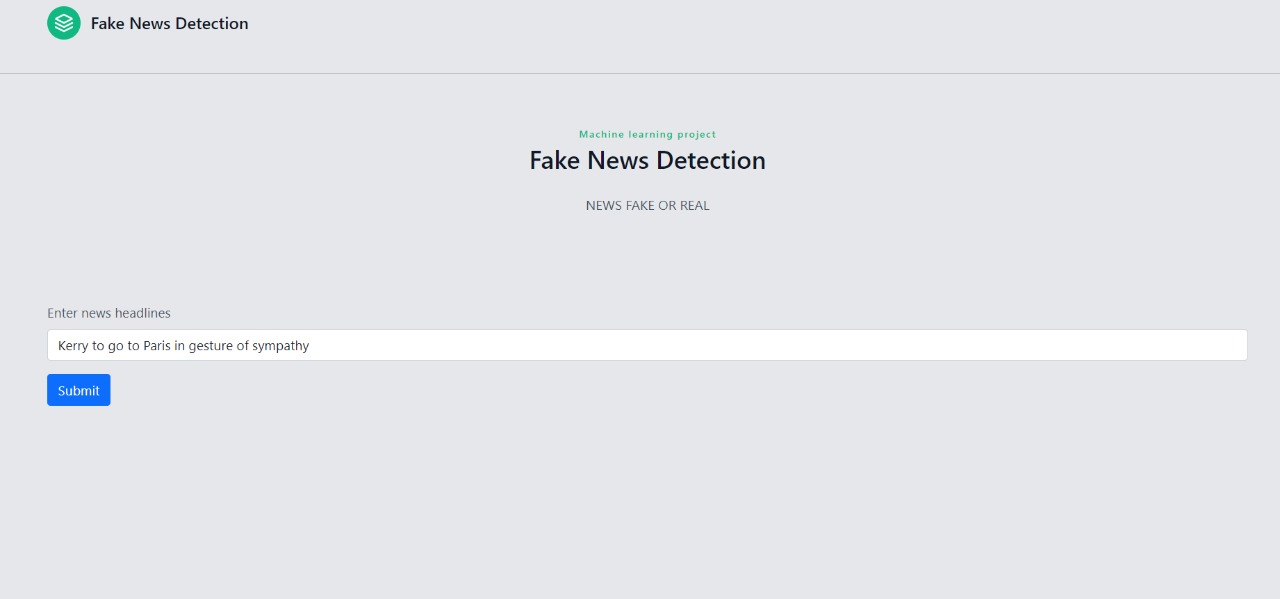 Fake News Detection
Machine learning project
Fake News Detection
NEWS FAKE OR REAL
Enter news headlines
Kerry to go to Paris in gesture of sympathy
Submit